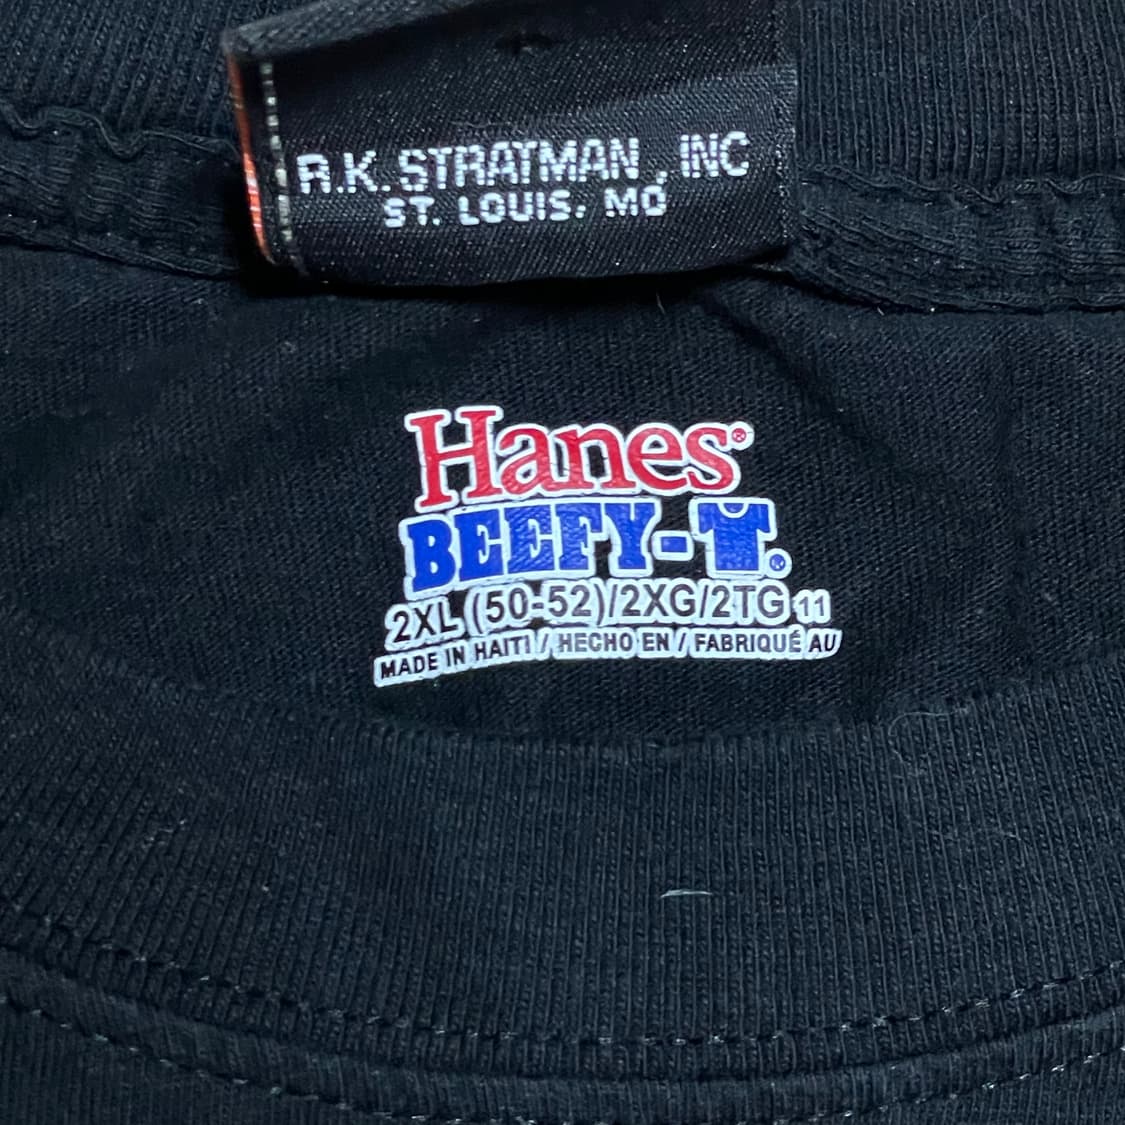 R.K. STRATMAN, INC
ST. LOUIS, MO
Hanes®
BEEFY-T®
2XL (50-52)/2XG/2TG 11
MADE IN HAITI / HECHO EN / FABRIQUÉ AU